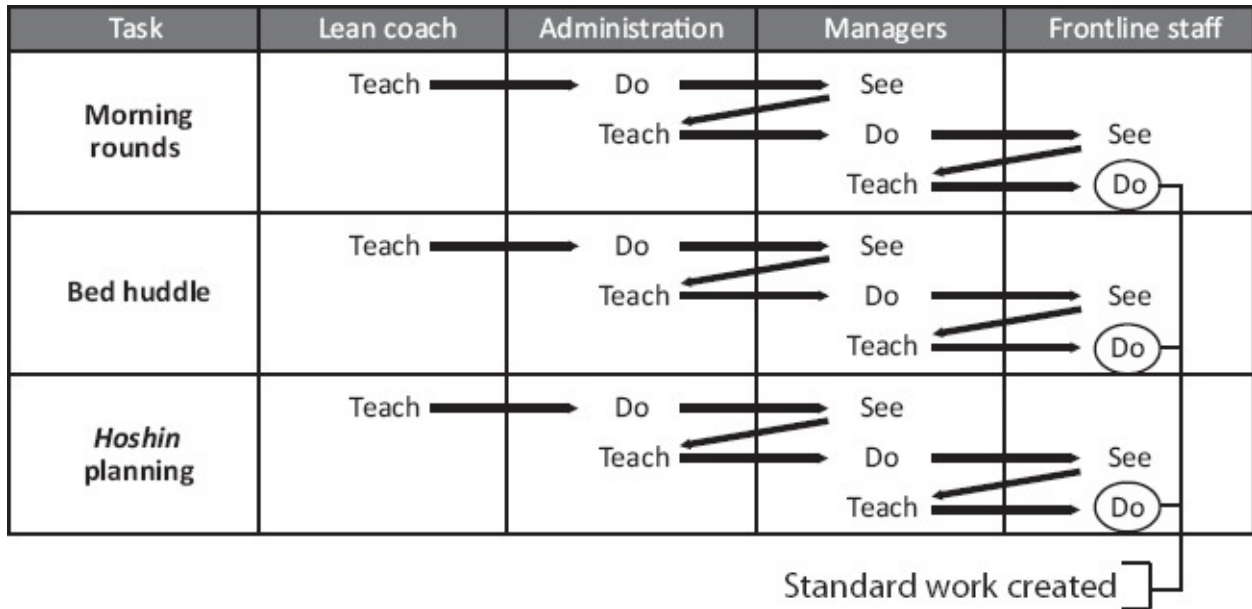 Task Lean coach Administration Managers Frontline staff
Teach Do See
Morning
rounds
Teach Do See
Teach Do
Teach Do See
Bed huddle
Teach Do See
Teach Do
Teach Do See
Hoshin
planning
Teach Do See
Teach Do
Standard work created